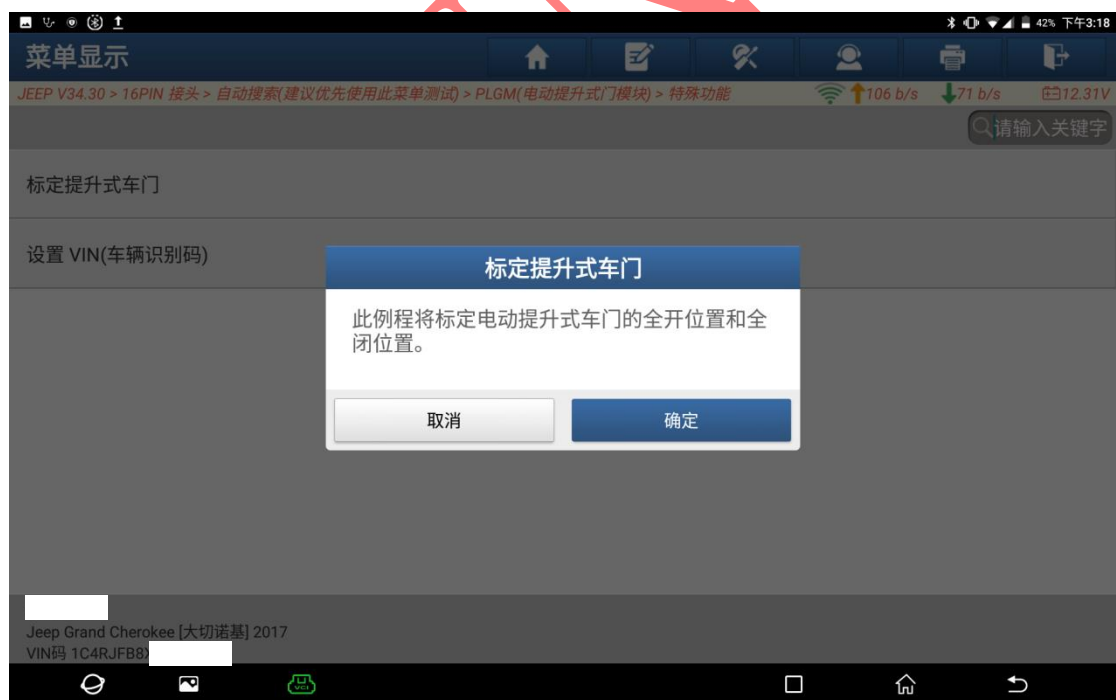 42% 下午3:18
菜单显示
JEEP V34.30 > 16PIN 接头 > 自动搜索(建议优先使用此菜单测试) > PLGM(电动提升式门模块) > 特殊功能
106 b/s
71 b/s
12.31V
请输入关键字
标定提升式车门
设置 VIN(车辆识别码)
标定提升式车门
此例程将标定电动提升式车门的全开位置和全
闭位置。
取消
确定
Jeep Grand Cherokee [大切诺基] 2017
VIN码 1C4RJFB8
VCI